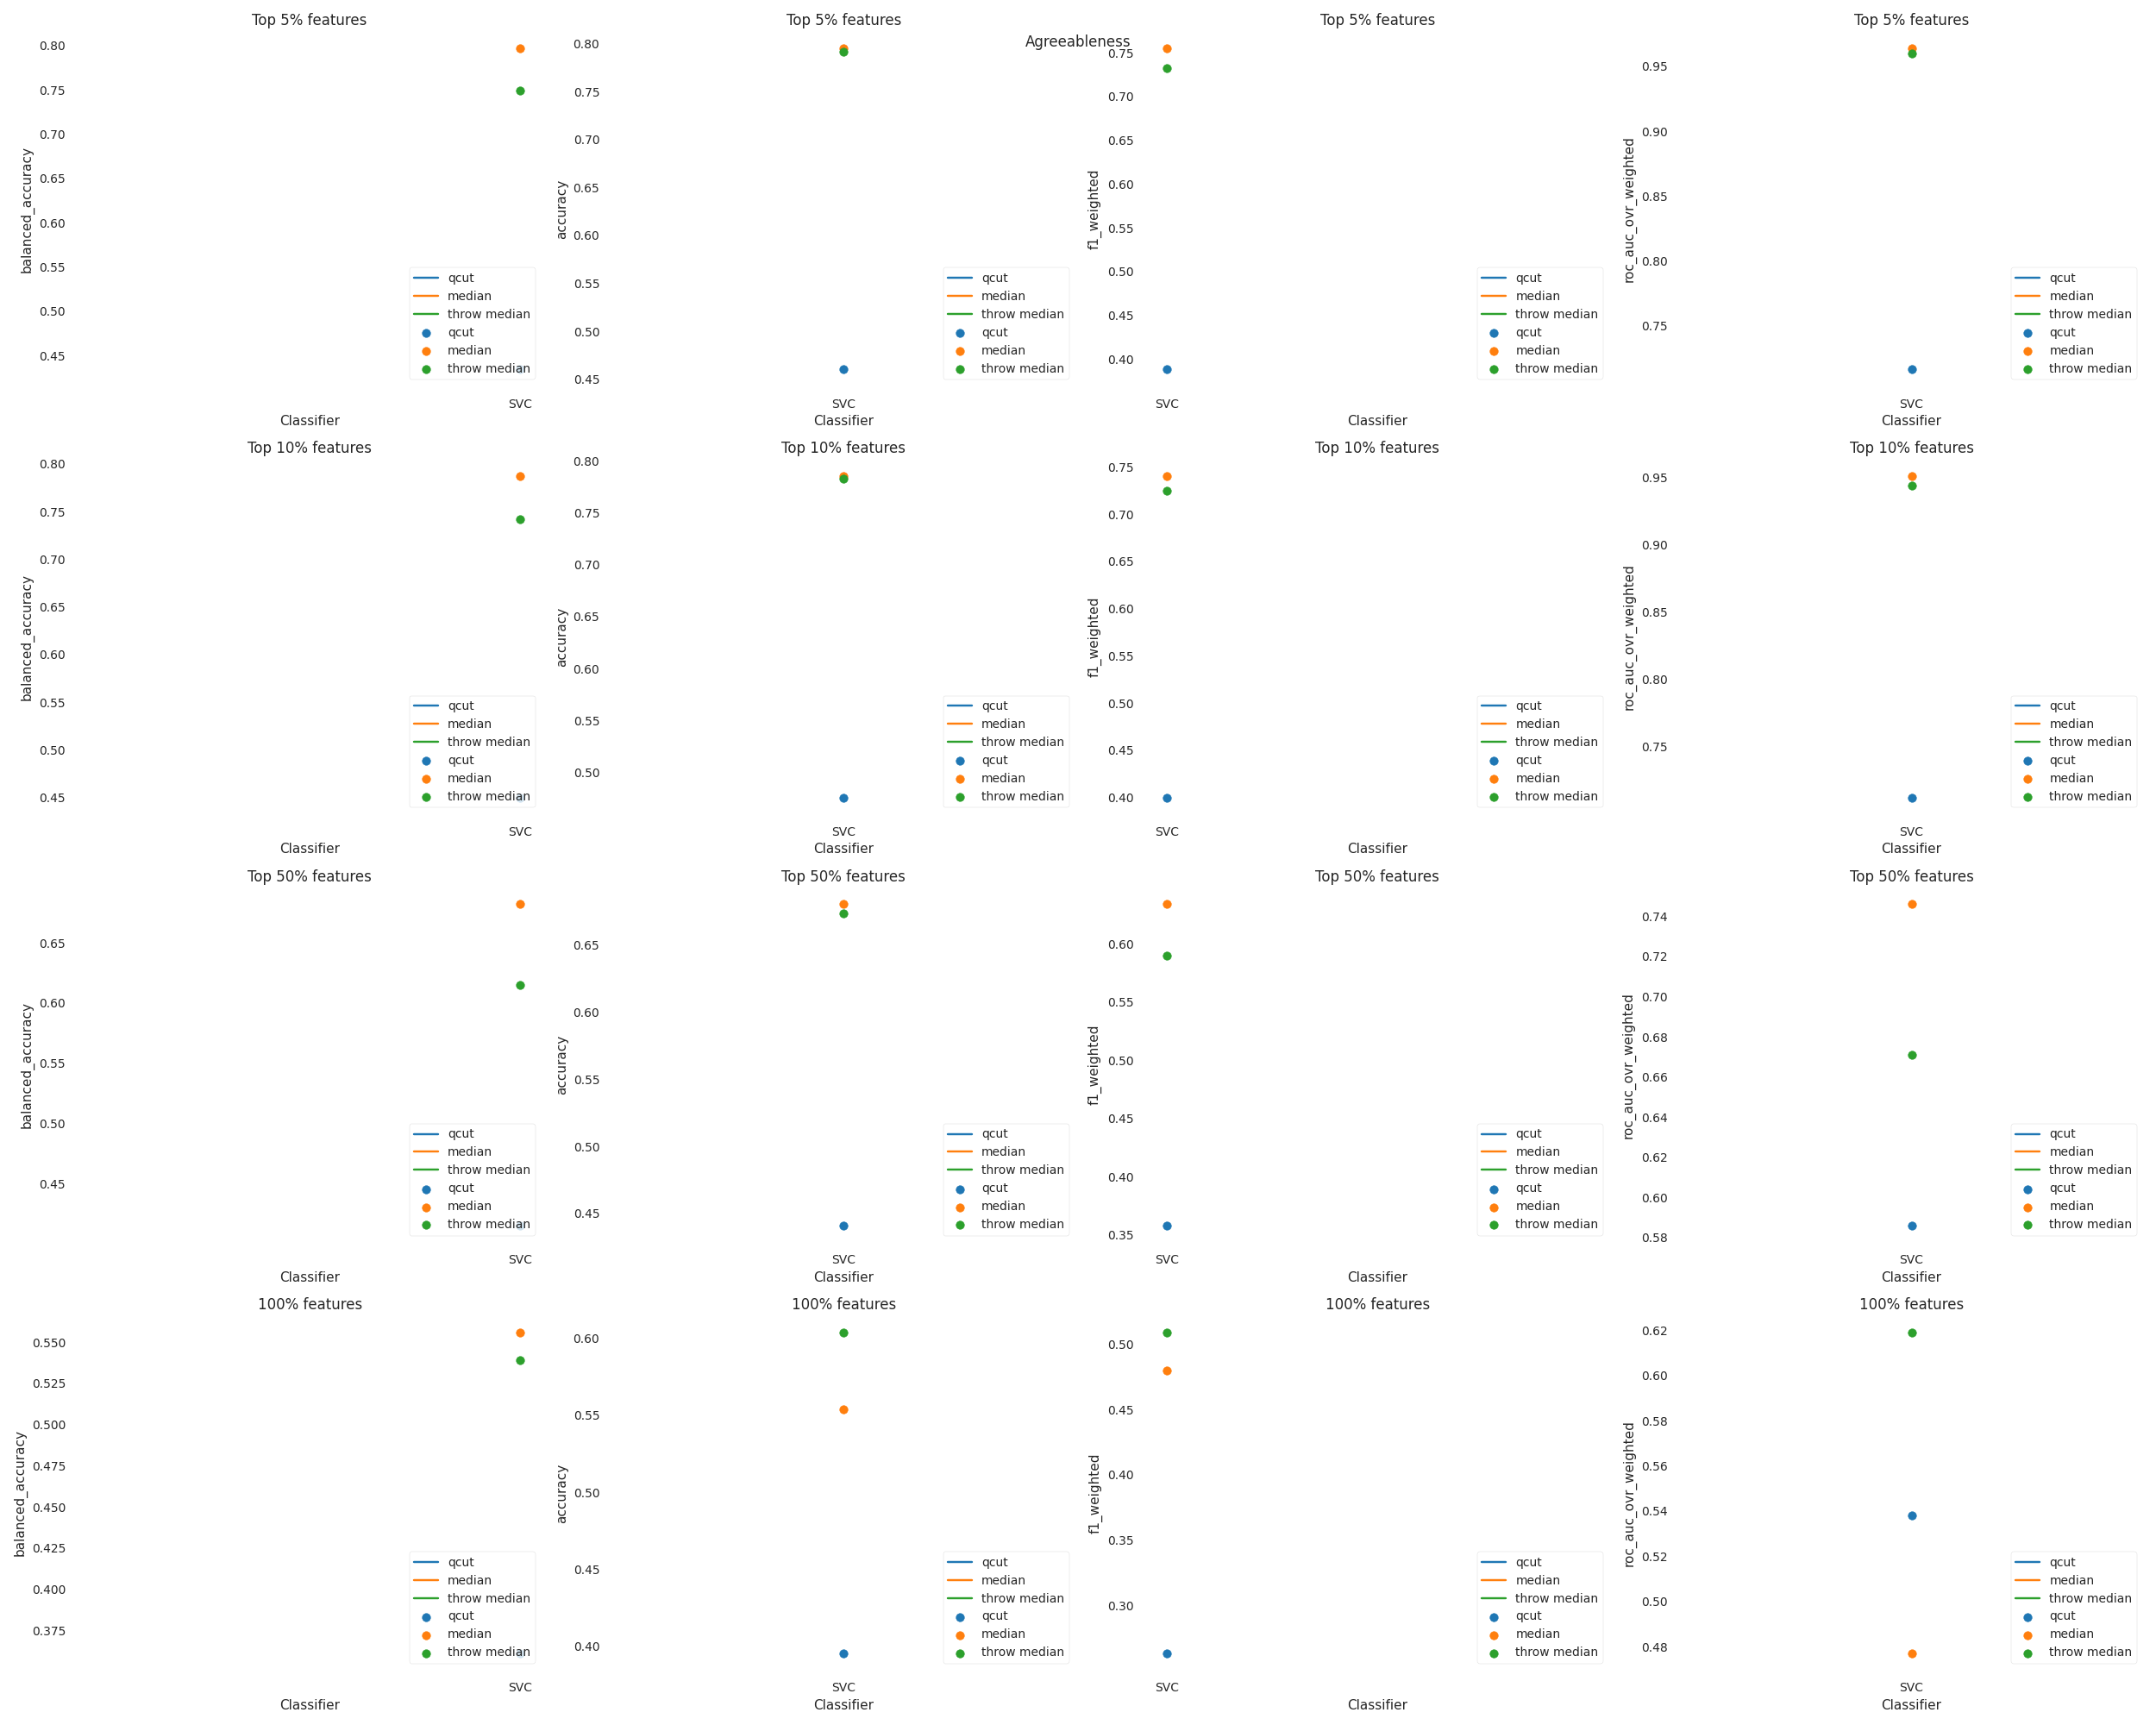 Agreeableness
Top 5% features
balanced_accuracy
0.80
0.75
0.70
0.65
0.60
0.55
0.50
0.45
qcut
median
throw median
qcut
median
throw median
SVC
Classifier
Top 5% features
accuracy
0.80
0.75
0.70
0.65
0.60
0.55
0.50
0.45
qcut
median
throw median
qcut
median
throw median
SVC
Classifier
Top 5% features
f1_weighted
0.75
0.70
0.65
0.60
0.55
0.50
0.45
0.40
qcut
median
throw median
qcut
median
throw median
SVC
Classifier
Top 5% features
roc_auc_ovr_weighted
0.95
0.90
0.85
0.80
0.75
qcut
median
throw median
qcut
median
throw median
SVC
Classifier
Top 10% features
balanced_accuracy
0.80
0.75
0.70
0.65
0.60
0.55
0.50
0.45
qcut
median
throw median
qcut
median
throw median
SVC
Classifier
Top 10% features
accuracy
0.80
0.75
0.70
0.65
0.60
0.55
0.50
qcut
median
throw median
qcut
median
throw median
SVC
Classifier
Top 10% features
f1_weighted
0.75
0.70
0.65
0.60
0.55
0.50
0.45
0.40
qcut
median
throw median
qcut
median
throw median
SVC
Classifier
Top 10% features
roc_auc_ovr_weighted
0.95
0.90
0.85
0.80
0.75
qcut
median
throw median
qcut
median
throw median
SVC
Classifier
Top 50% features
balanced_accuracy
0.65
0.60
0.55
0.50
0.45
qcut
median
throw median
qcut
median
throw median
SVC
Classifier
Top 50% features
accuracy
0.65
0.60
0.55
0.50
0.45
qcut
median
throw median
qcut
median
throw median
SVC
Classifier
Top 50% features
f1_weighted
0.60
0.55
0.50
0.45
0.40
0.35
qcut
median
throw median
qcut
median
throw median
SVC
Classifier
Top 50% features
roc_auc_ovr_weighted
0.74
0.72
0.70
0.68
0.66
0.64
0.62
0.60
0.58
qcut
median
throw median
qcut
median
throw median
SVC
Classifier
100% features
balanced_accuracy
0.550
0.525
0.500
0.475
0.450
0.425
0.400
0.375
qcut
median
throw median
qcut
median
throw median
SVC
Classifier
100% features
accuracy
0.60
0.55
0.50
0.45
0.40
qcut
median
throw median
qcut
median
throw median
SVC
Classifier
100% features
f1_weighted
0.50
0.45
0.40
0.35
0.30
qcut
median
throw median
qcut
median
throw median
SVC
Classifier
100% features
roc_auc_ovr_weighted
0.62
0.60
0.58
0.56
0.54
0.52
0.50
0.48
qcut
median
throw median
qcut
median
throw median
SVC
Classifier